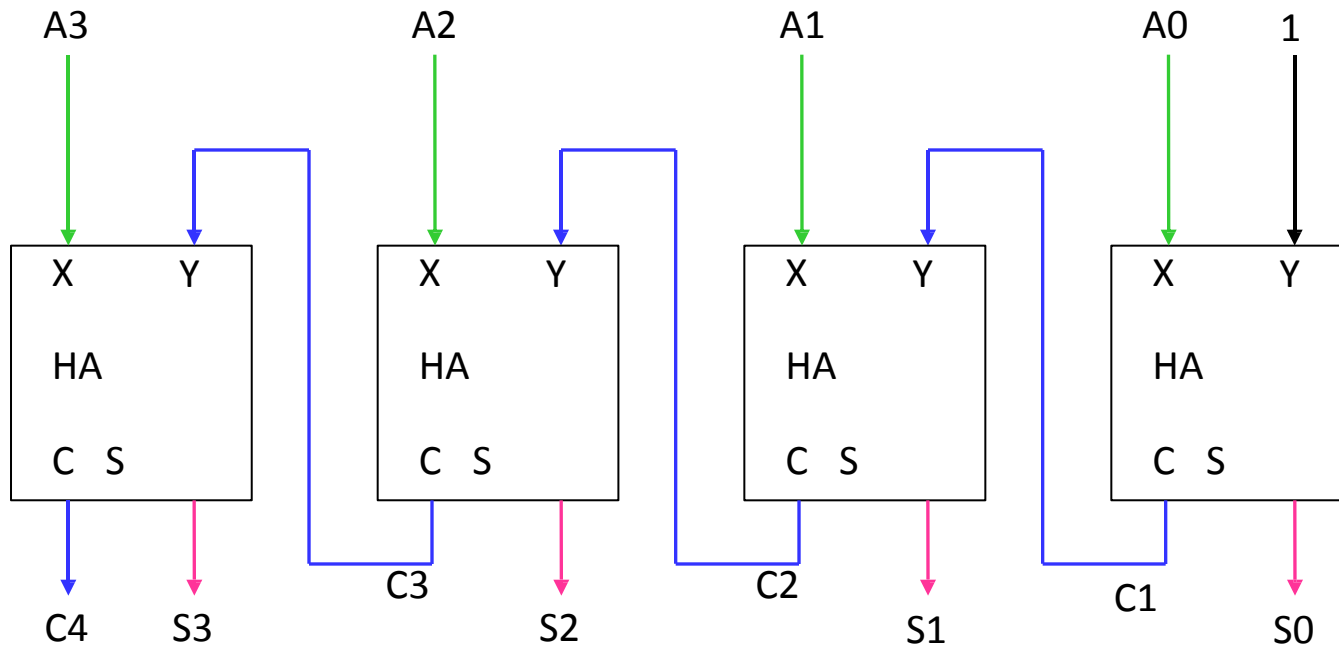 A3 A2 A1 A0 1
X Y X Y X Y X Y
HA HA HA HA
C S C S C S C S
C3 C2 C1
C4 S3 S2 S1 S0